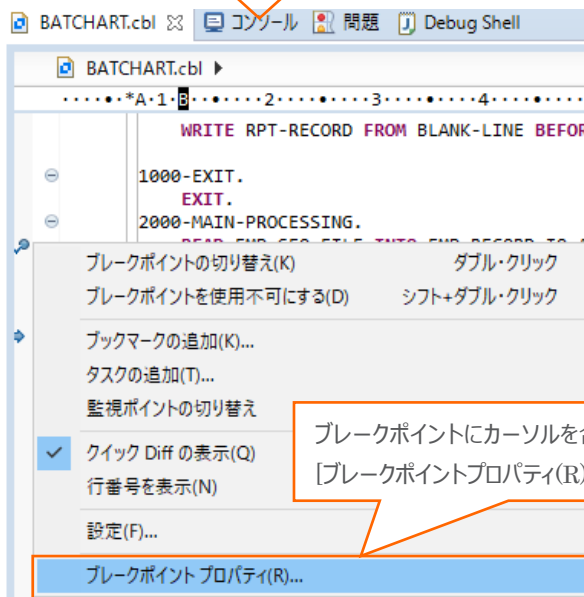 BATCHART.cbl コンソール 問題 Debug Shell
BATCHART.cbl
····•·*A·1·B··•····2····•····3····•····4····•····
WRITE RPT-RECORD FROM BLANK-LINE BEFOR
1000-EXIT.
EXIT.
2000-MAIN-PROCESSING.
ブレークポイントの切り替え(K) ダブル・クリック
ブレークポイントを使用不可にする(D) シフト+ダブル・クリック
ブックマークの追加(K)...
タスクの追加(T)...
監視ポイントの切り替え
ブレークポイントにカーソルを
クイック Diff の表示(Q)
[ブレークポイントプロパティ(R)
行番号を表示(N)
設定(F)...
ブレークポイント プロパティ(R)...